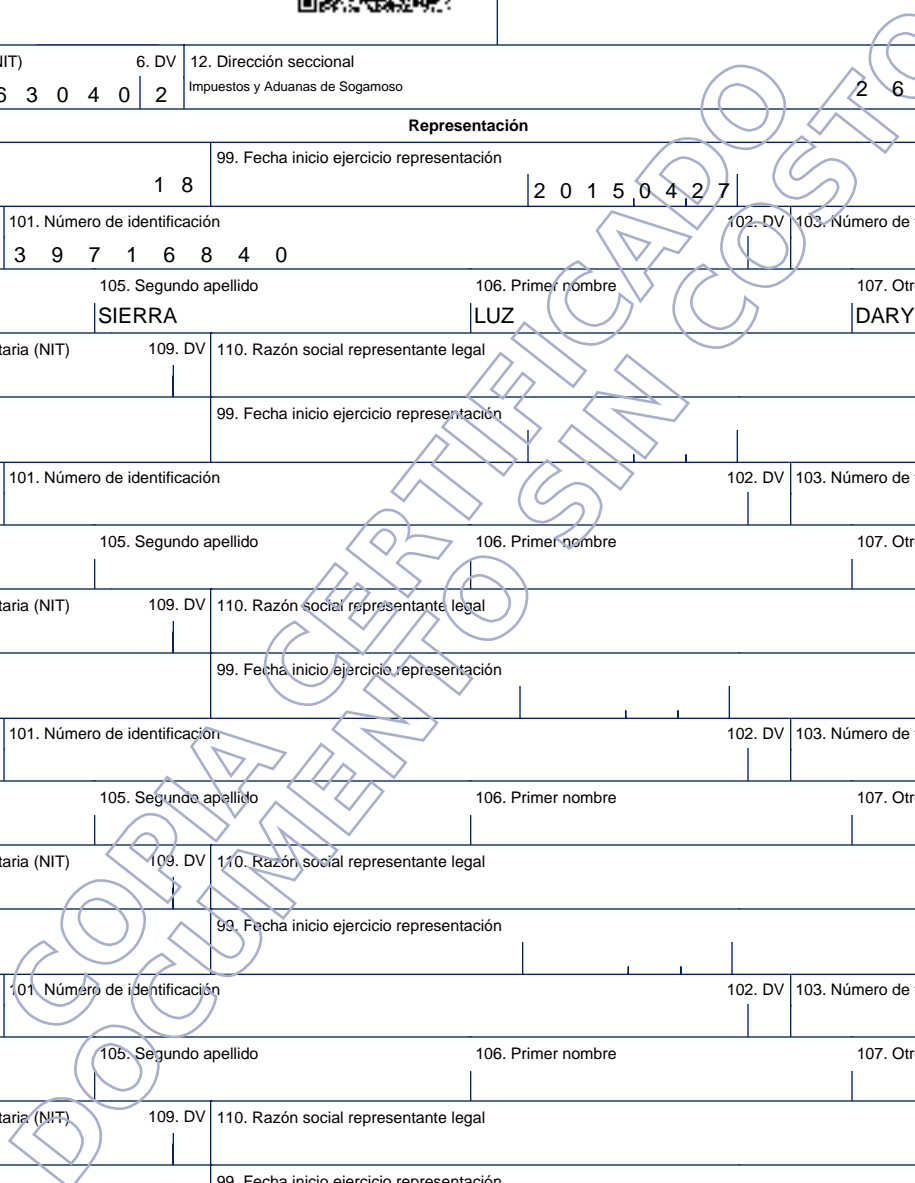 NIT) 6. DV 12. Dirección seccional
6 3 0 4 0 2 Impuestos y Aduanas de Sogamoso 2 6
Representación
99. Fecha inicio ejercicio representación
1 8 2 0 1 5 0 4 2 7
101. Número de identificación 102. DV 103. Número de
3 9 7 1 6 8 4 0
105. Segundo apellido 106. Primer nombre 107. Otr
SIERRA LUZ DARY
taria (NIT) 109. DV 110. Razón social representante legal
99. Fecha inicio ejercicio representación
101. Número de identificación 102. DV 103. Número de
105. Segundo apellido 106. Primer nombre 107. Otr
taria (NIT) 109. DV 110. Razón social representante legal
99. Fecha inicio ejercicio representación
101. Número de identificación 102. DV 103. Número de
105. Segundo apellido 106. Primer nombre 107. Otr
taria (NIT) 109. DV 110. Razón social representante legal
99. Fecha inicio ejercicio representación
101. Número de identificación 102. DV 103. Número de
105. Segundo apellido 106. Primer nombre 107. Otr
taria (NIT) 109. DV 110. Razón social representante legal
99. Fecha inicio ejercicio representación
COPIA CERTIFICADO
DOCUMENTO SIN COSTO